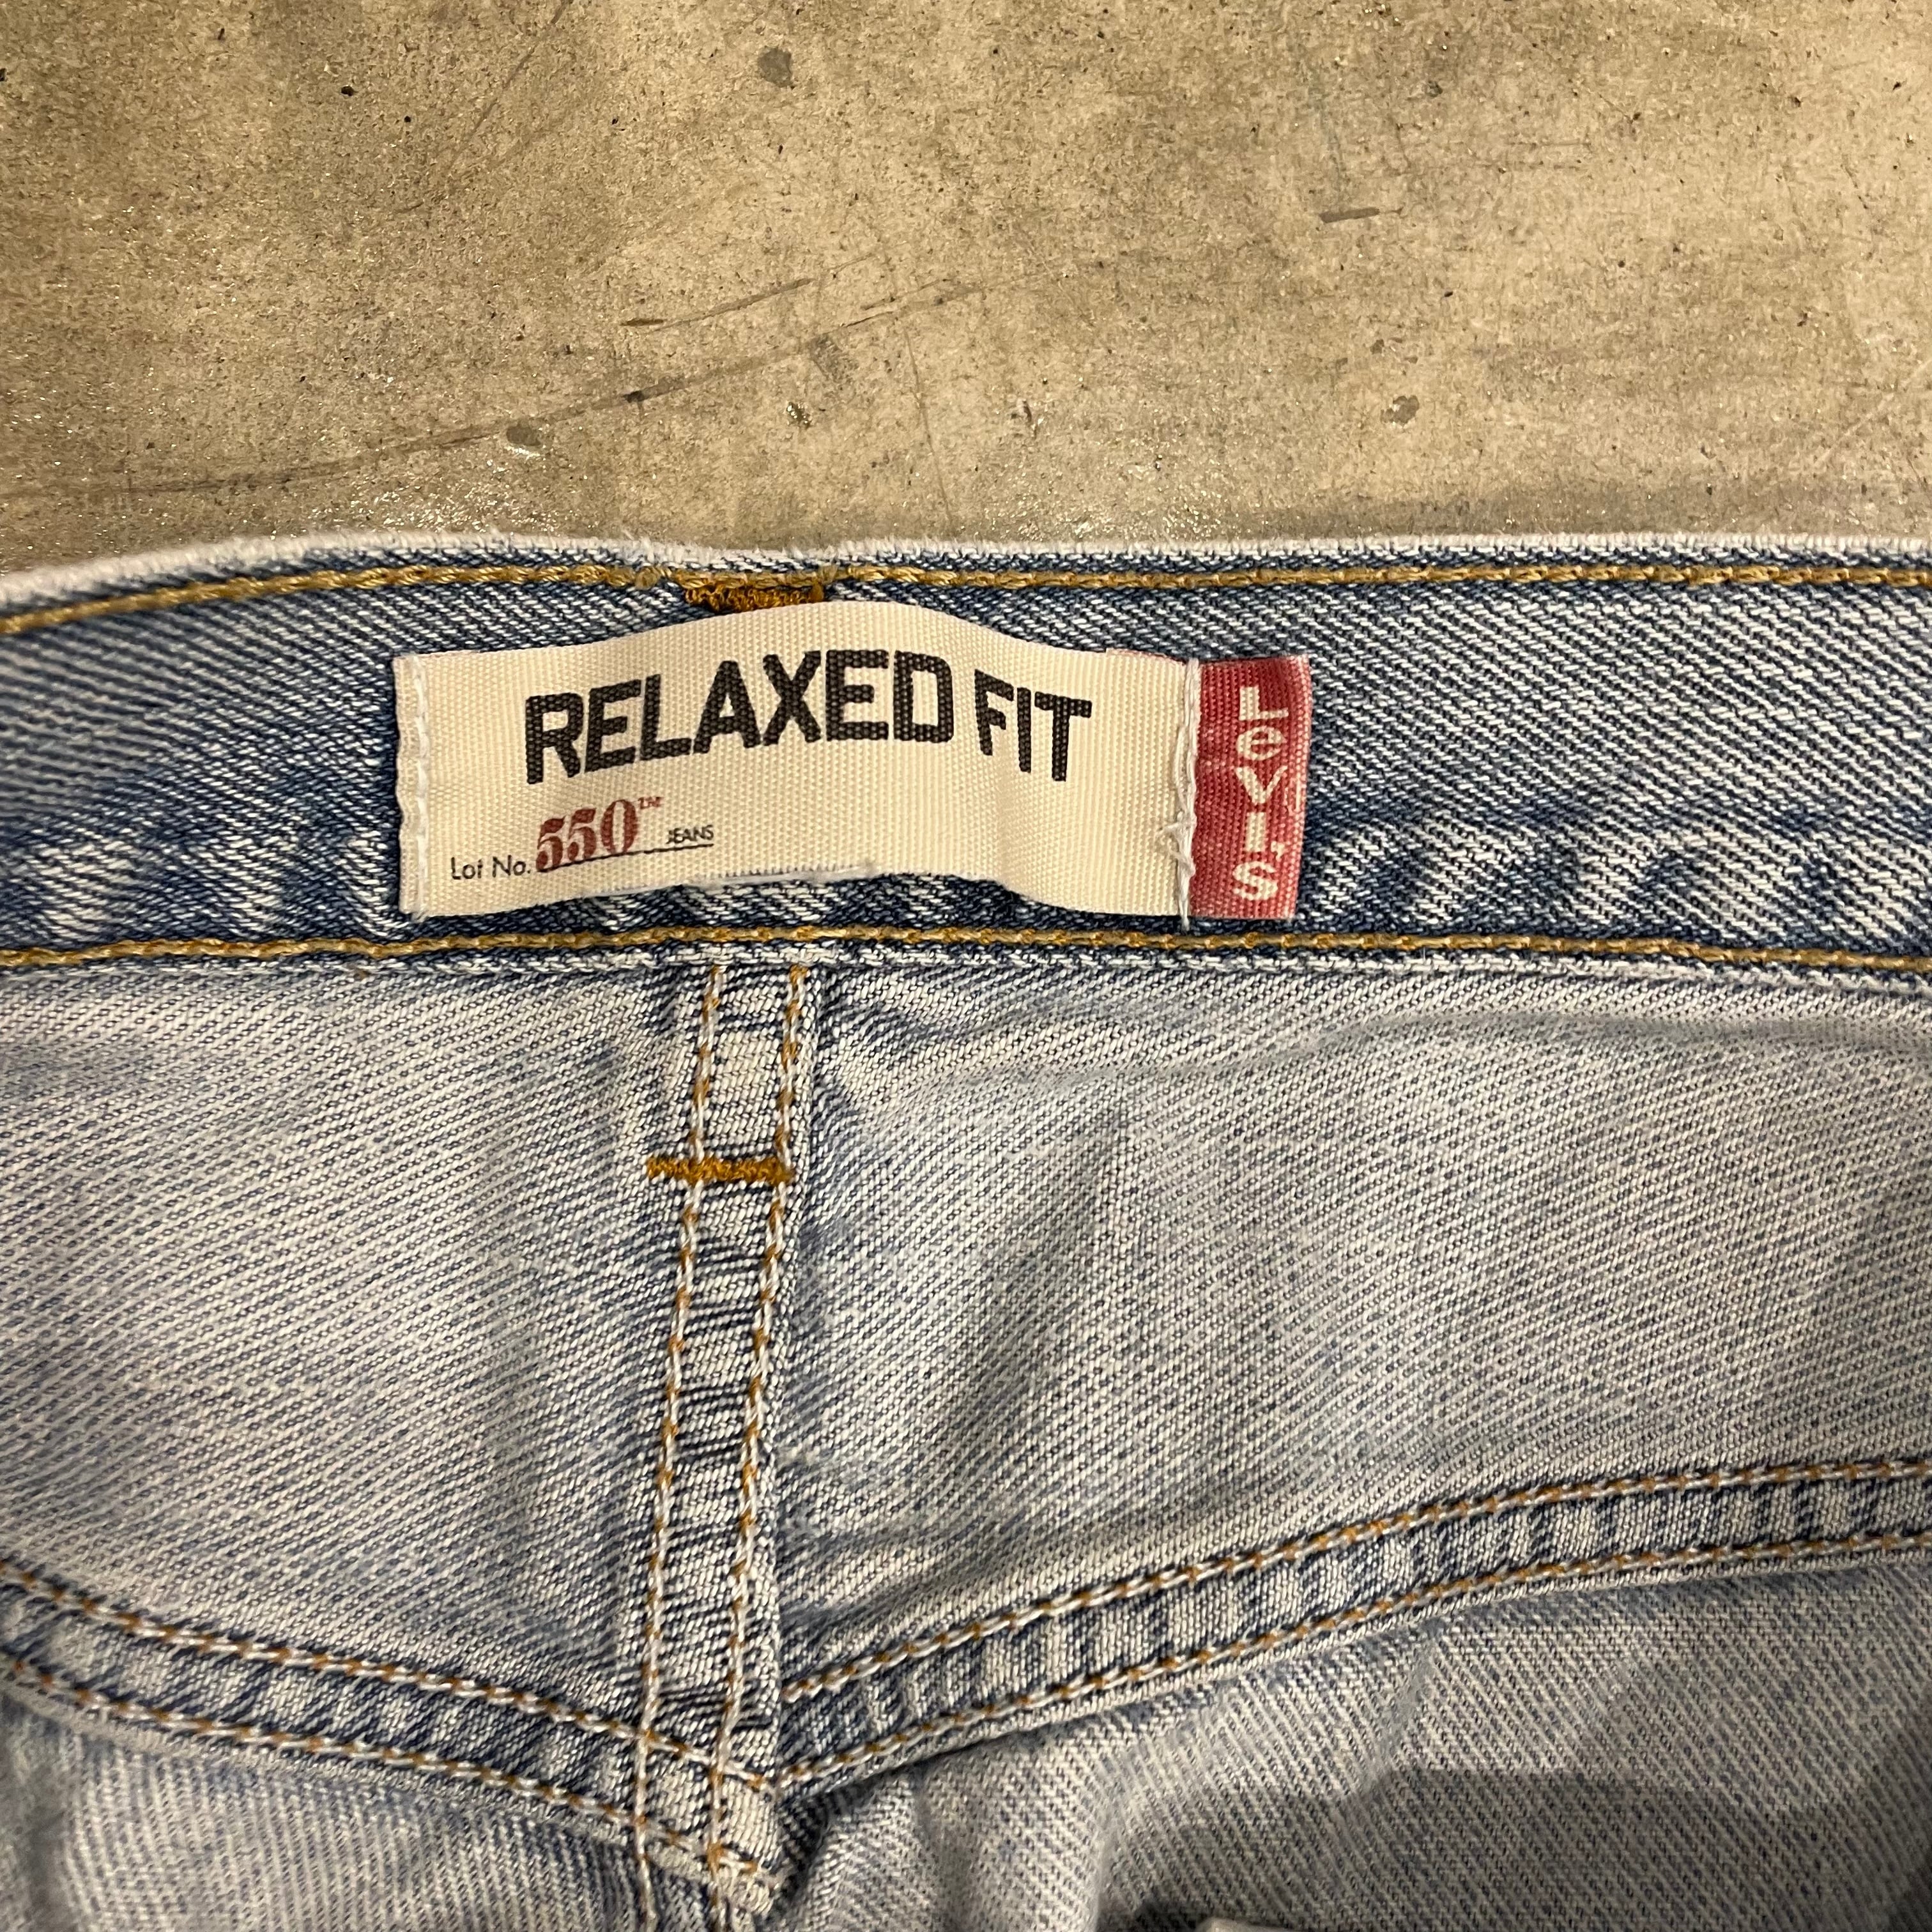 RELAXED FIT
Lot No. 550™ JEANS
LeVI'S